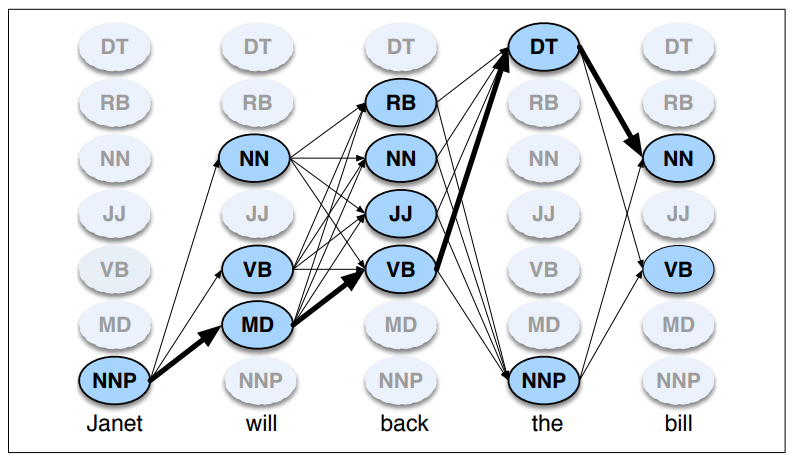 DT DT DT DT DT
RB RB RB RB RB
NN NN NN NN NN
JJ JJ JJ JJ JJ
VB VB VB VB VB
MD MD MD MD MD
NNP NNP NNP NNP NNP
Janet will back the bill